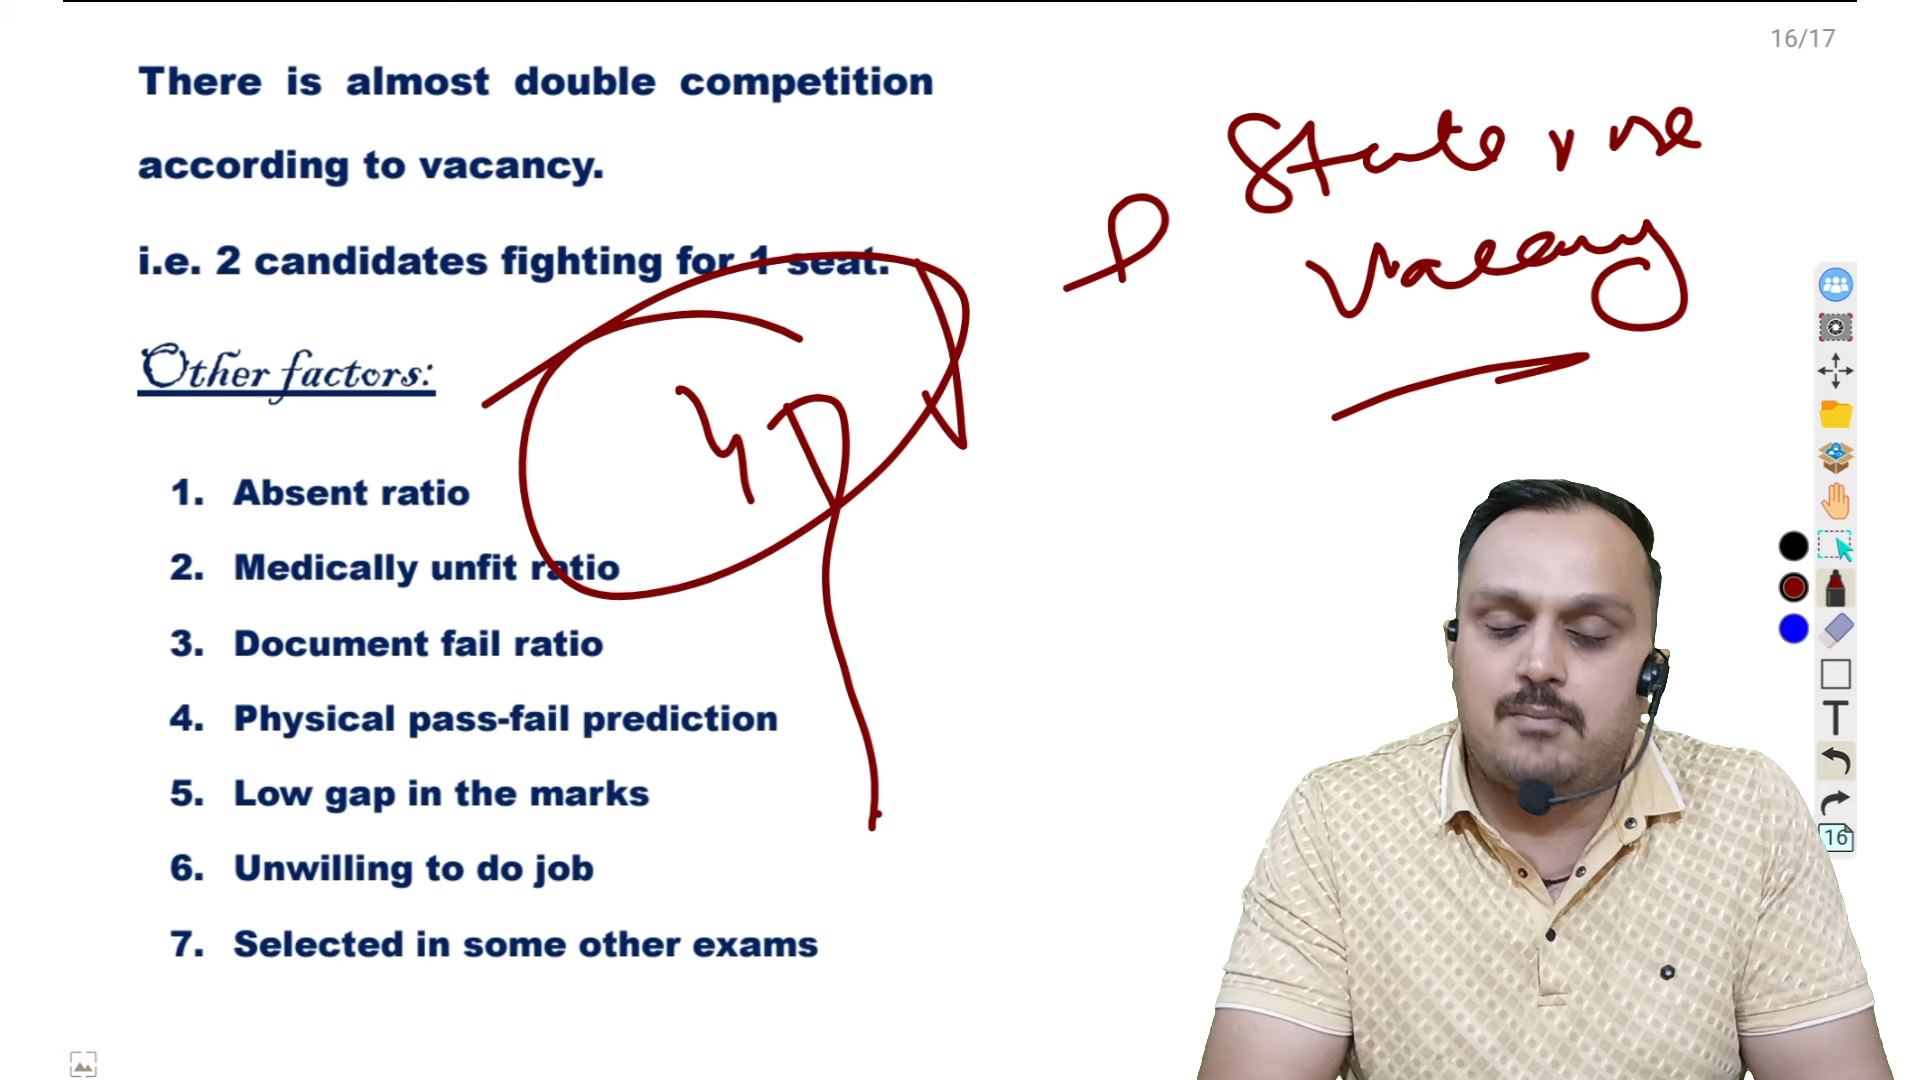 16/17
There is almost double competition
according to vacancy.
i.e. 2 candidates fighting for 1 seat.
Other factors:
1. Absent ratio
2. Medically unfit ratio
3. Document fail ratio
4. Physical pass-fail prediction
5. Low gap in the marks
6. Unwilling to do job
7. Selected in some other exams
State
Vacancy
T
16